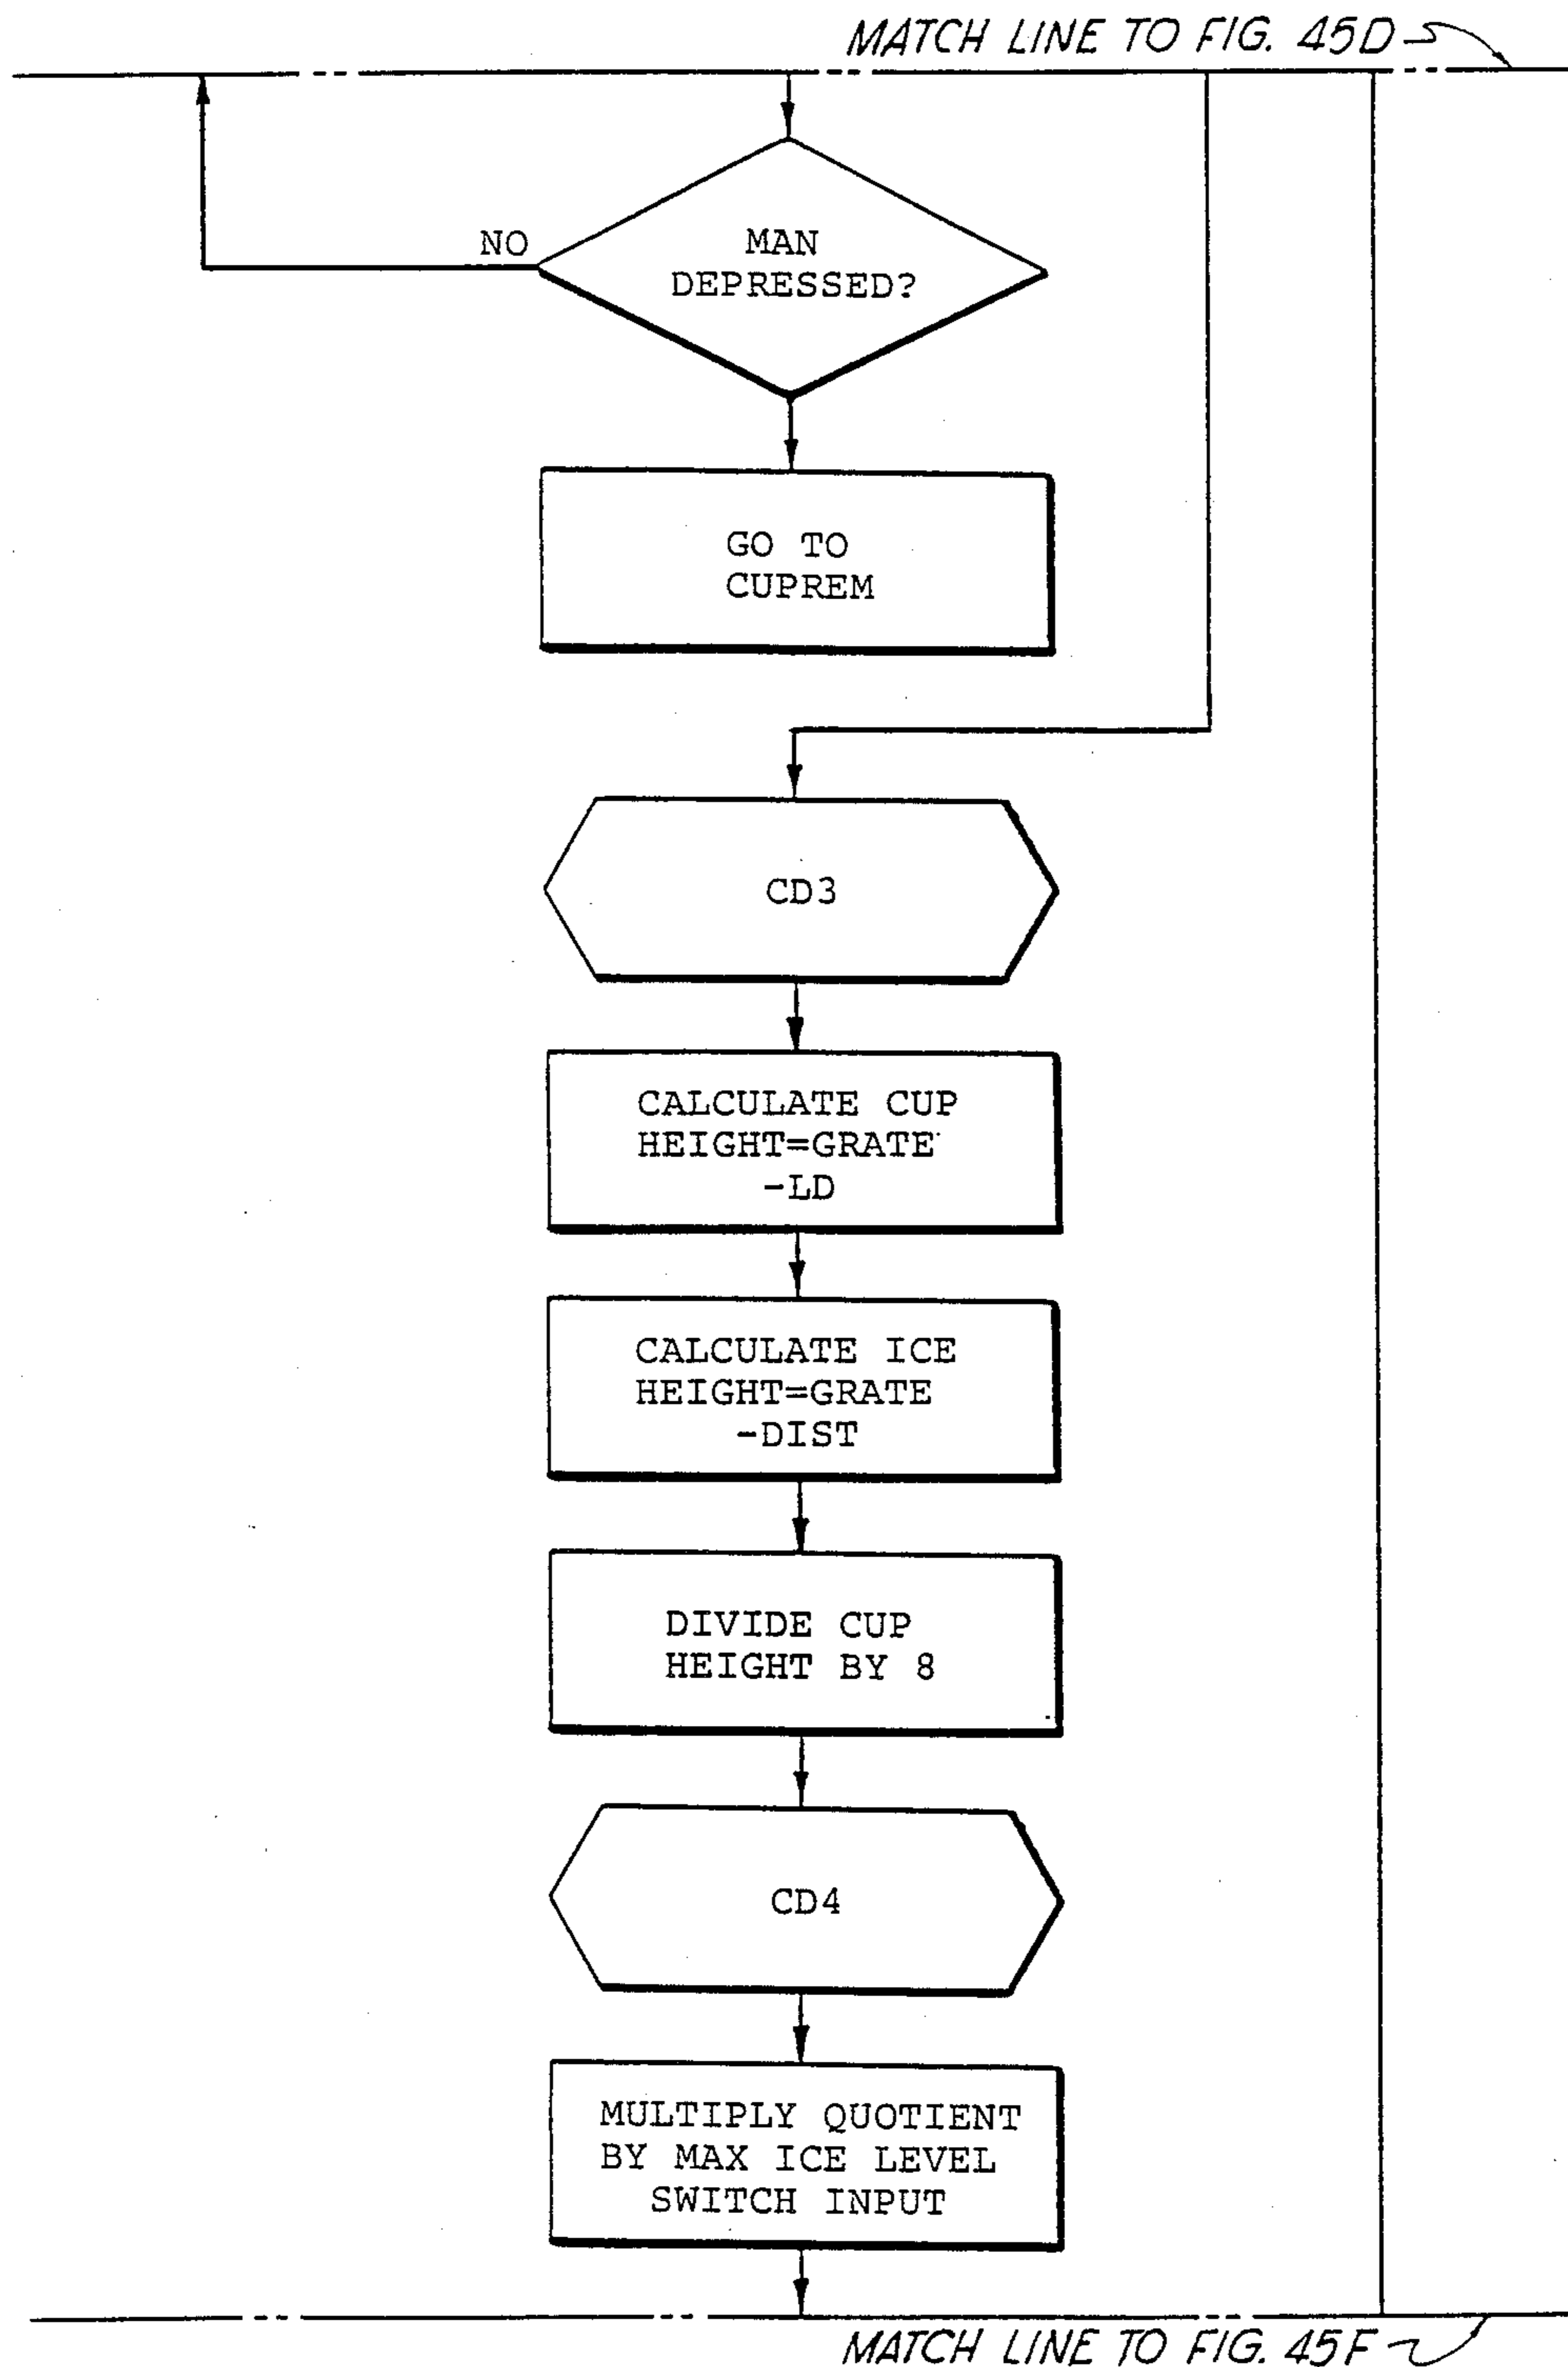 MATCH LINE TO FIG. 45D
NO
MAN
DEPRESSED?
GO TO
CUPREM
CD3
CALCULATE CUP
HEIGHT=GRATE
-LD
CALCULATE ICE
HEIGHT=GRATE
-DIST
DIVIDE CUP
HEIGHT BY 8
CD4
MULTIPLY QUOTIENT
BY MAX ICE LEVEL
SWITCH INPUT
MATCH LINE TO FIG. 45F